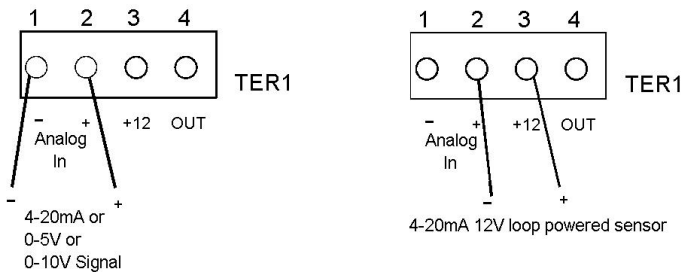 1 2 3 4
TER1
- + +12 OUT
Analog
In
- +
4-20mA or
0-5V or
0-10V Signal
1 2 3 4
TER1
- + +12 OUT
Analog
In
- +
4-20mA 12V loop powered sensor